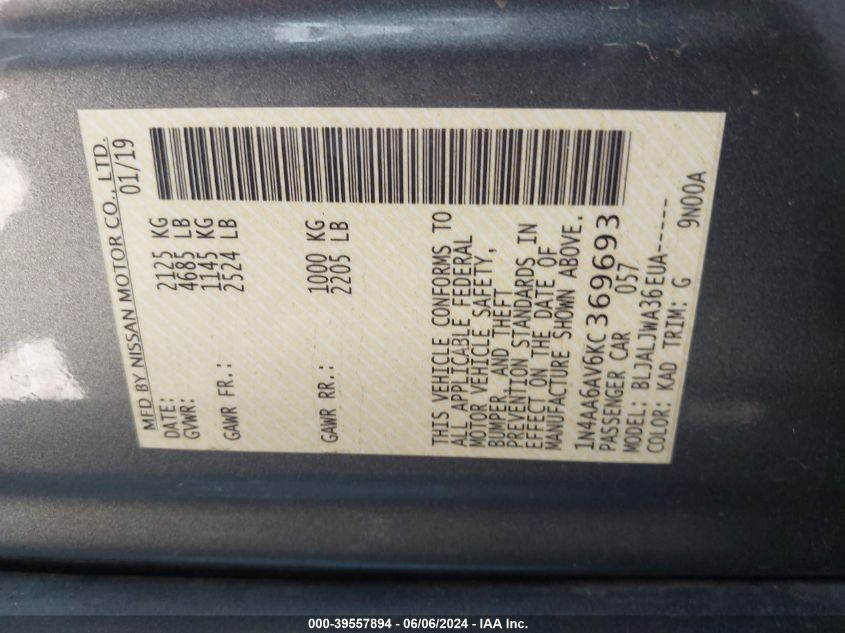 MFD BY NISSAN MOTOR CO., LTD.
DATE: 01/19
GVWR: 2125 KG
4685 LB
GAWR FR.: 1145 KG
2524 LB
GAWR RR.: 1000 KG
2205 LB
THIS VEHICLE CONFORMS TO
ALL APPLICABLE FEDERAL
MOTOR VEHICLE SAFETY,
BUMPER, AND THEFT
PREVENTION STANDARDS IN
EFFECT ON THE DATE OF
MANUFACTURE SHOWN ABOVE.
1N4AA6AV6KC369693
PASSENGER CAR 057
MODEL: BLJALJWA36EUA-----
COLOR: KAD TRIM: G 9N00A
000-39557894 - 06/06/2024 - IAA Inc.